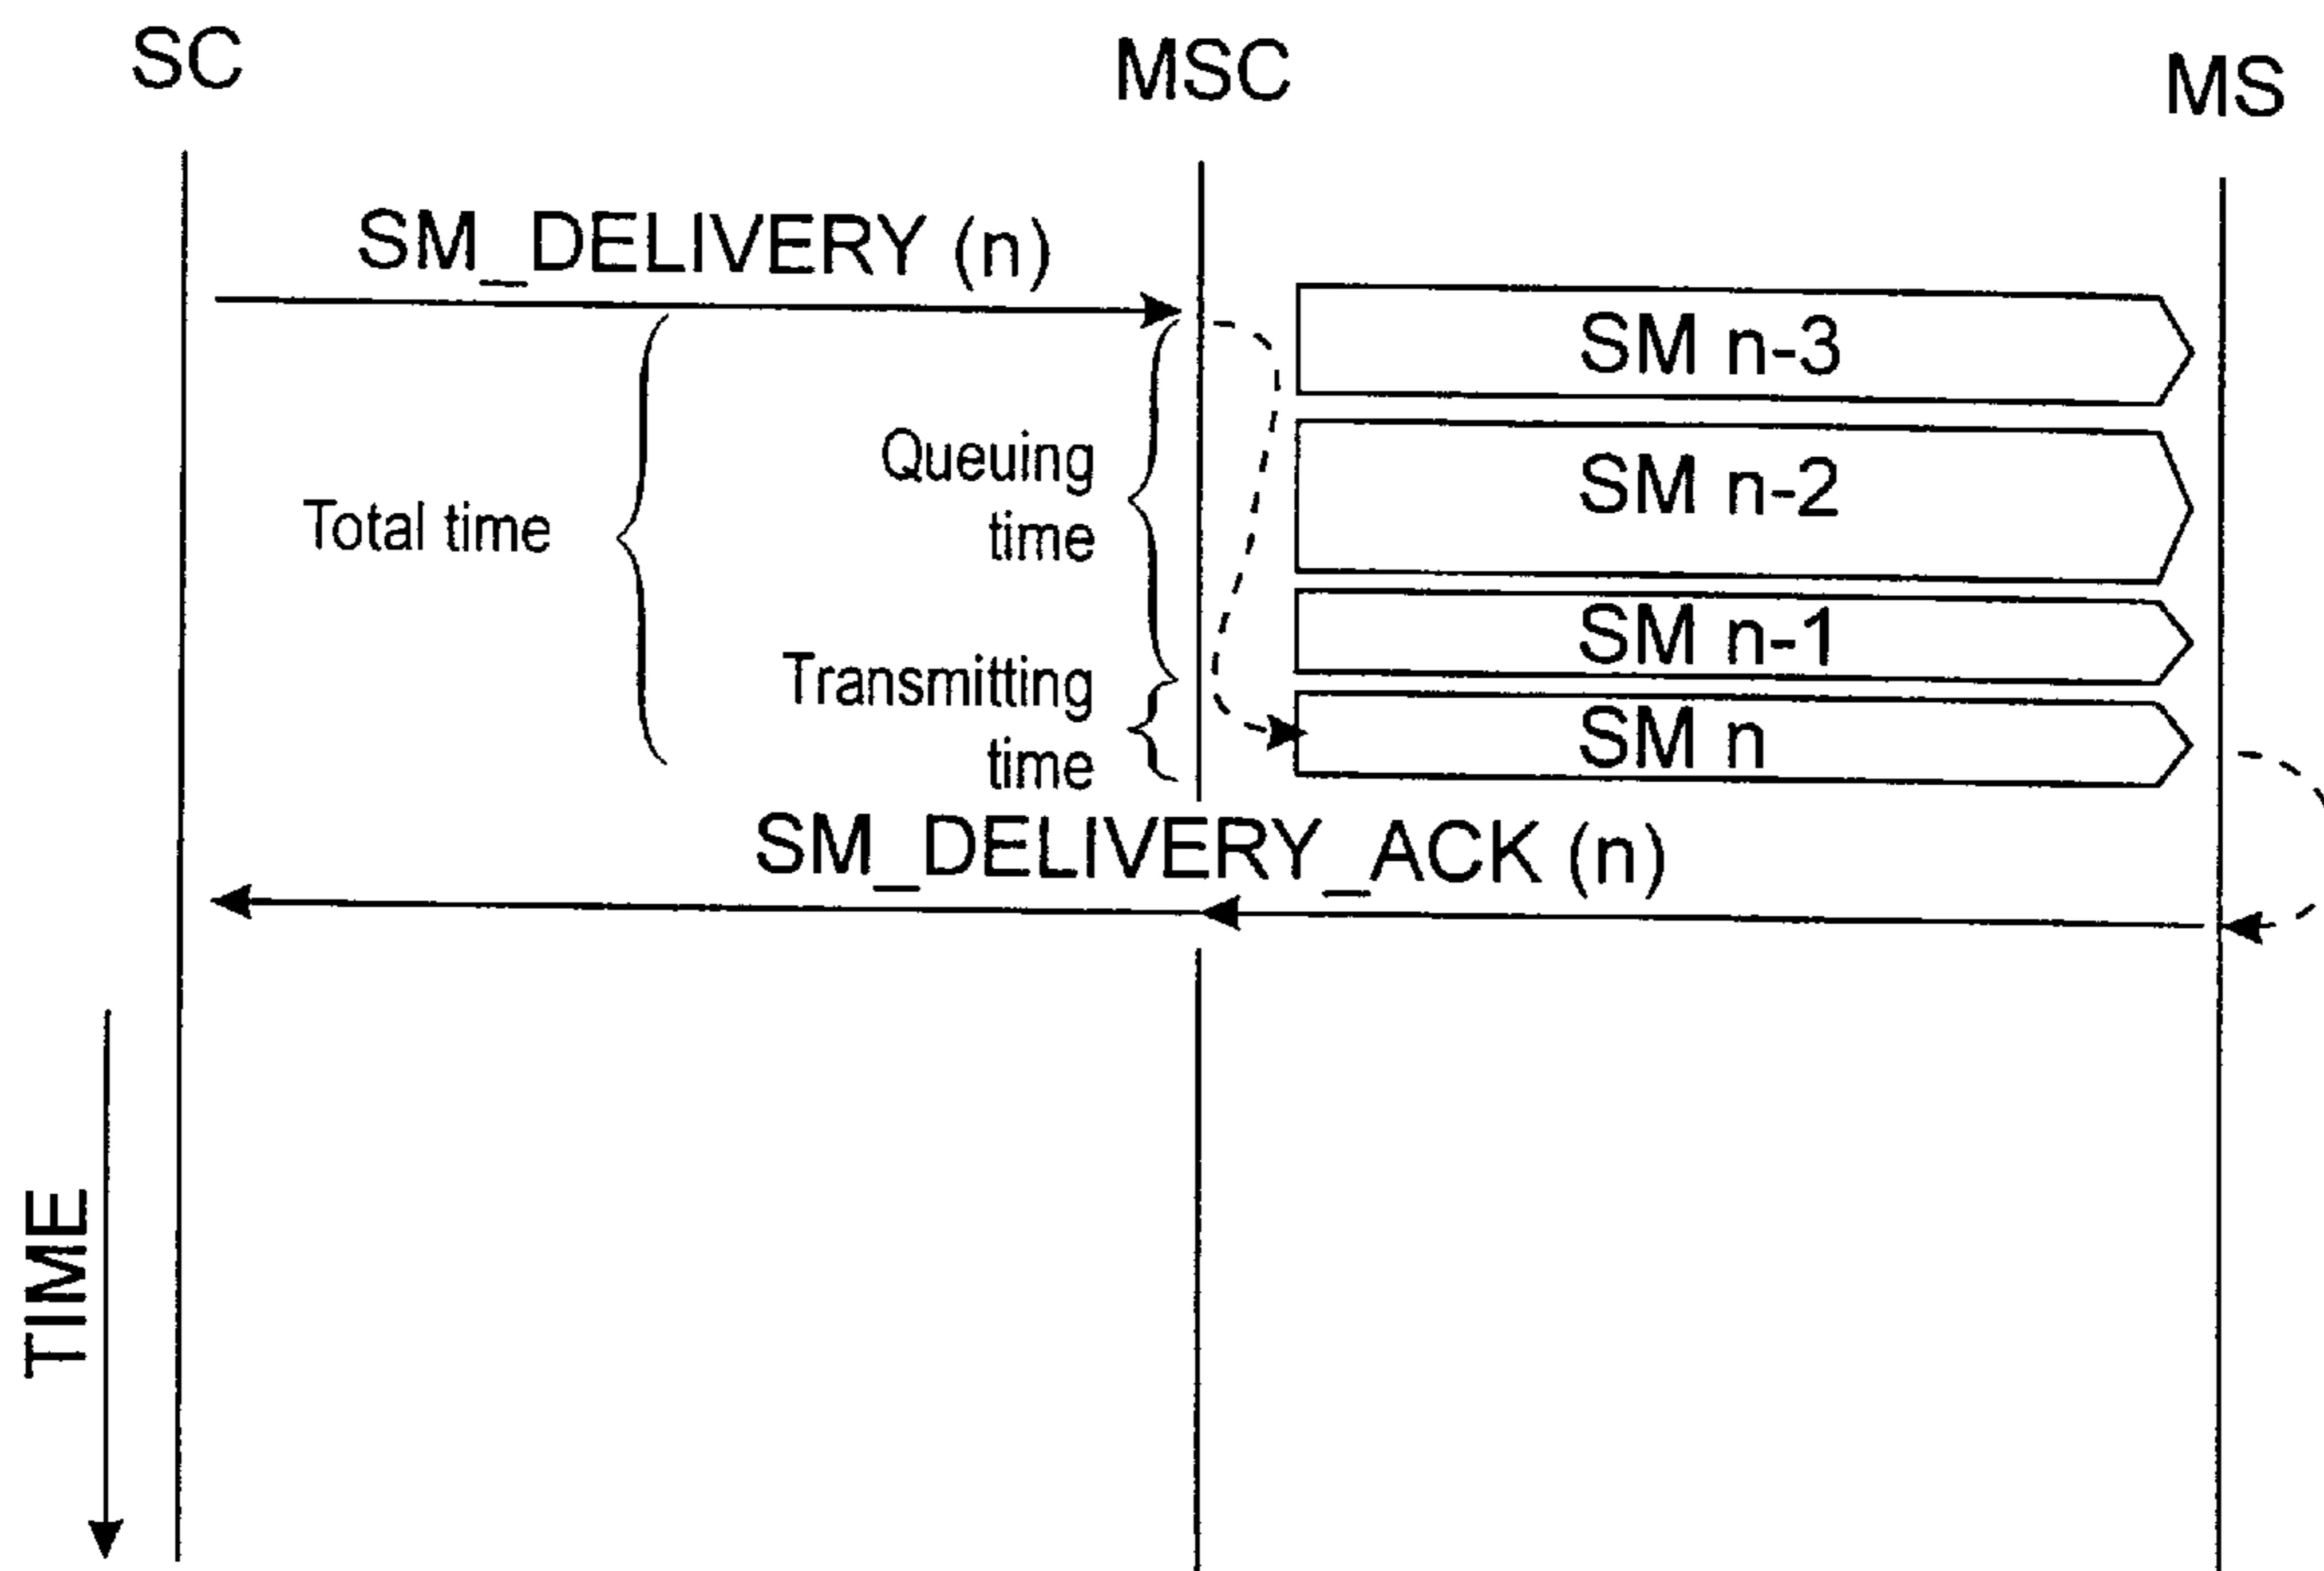 SC
MSC
MS
SM_DELIVERY (n)
SM n-3
Queuing
time
SM n-2
Total time
SM n-1
Transmitting
time
SM n
SM_DELIVERY_ACK (n)
TIME